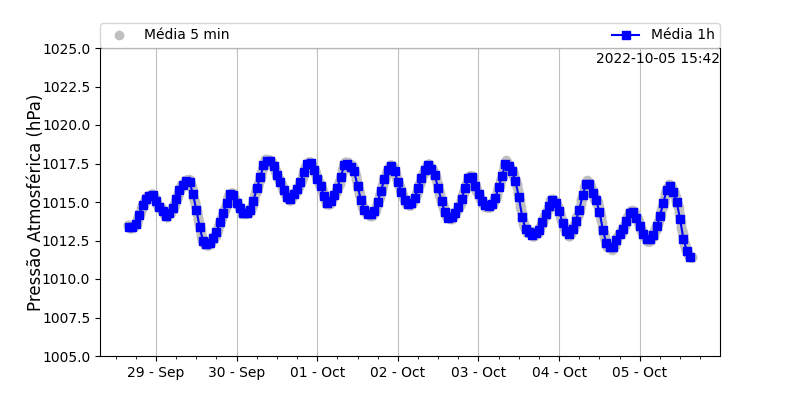 Média 5 min
Média 1h
2022-10-05 15:42
Pressão Atmosférica (hPa)
1025.0
1022.5
1020.0
1017.5
1015.0
1012.5
1010.0
1007.5
1005.0
29 - Sep
30 - Sep
01 - Oct
02 - Oct
03 - Oct
04 - Oct
05 - Oct